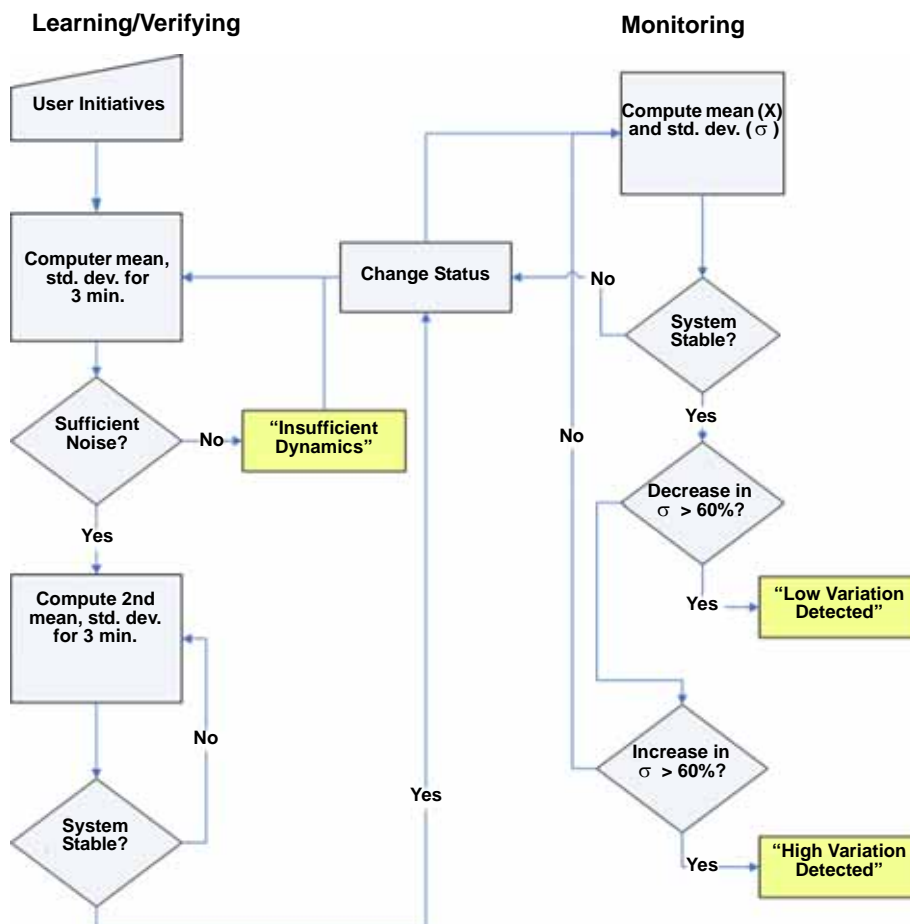 Learning/Verifying
Monitoring
User Initiatives
Compute mean (X)
and std. dev. ( σ )
Computer mean,
std. dev. for
3 min.
Change Status
No
System
Stable?
Sufficient
Noise?
No
“Insufficient
Dynamics”
Yes
No
Decrease in
σ > 60%?
Yes
Yes
“Low Variation
Detected”
Compute 2nd
mean, std. dev.
for 3 min.
No
Increase in
σ > 60%?
System
Stable?
Yes
Yes
“High Variation
Detected”